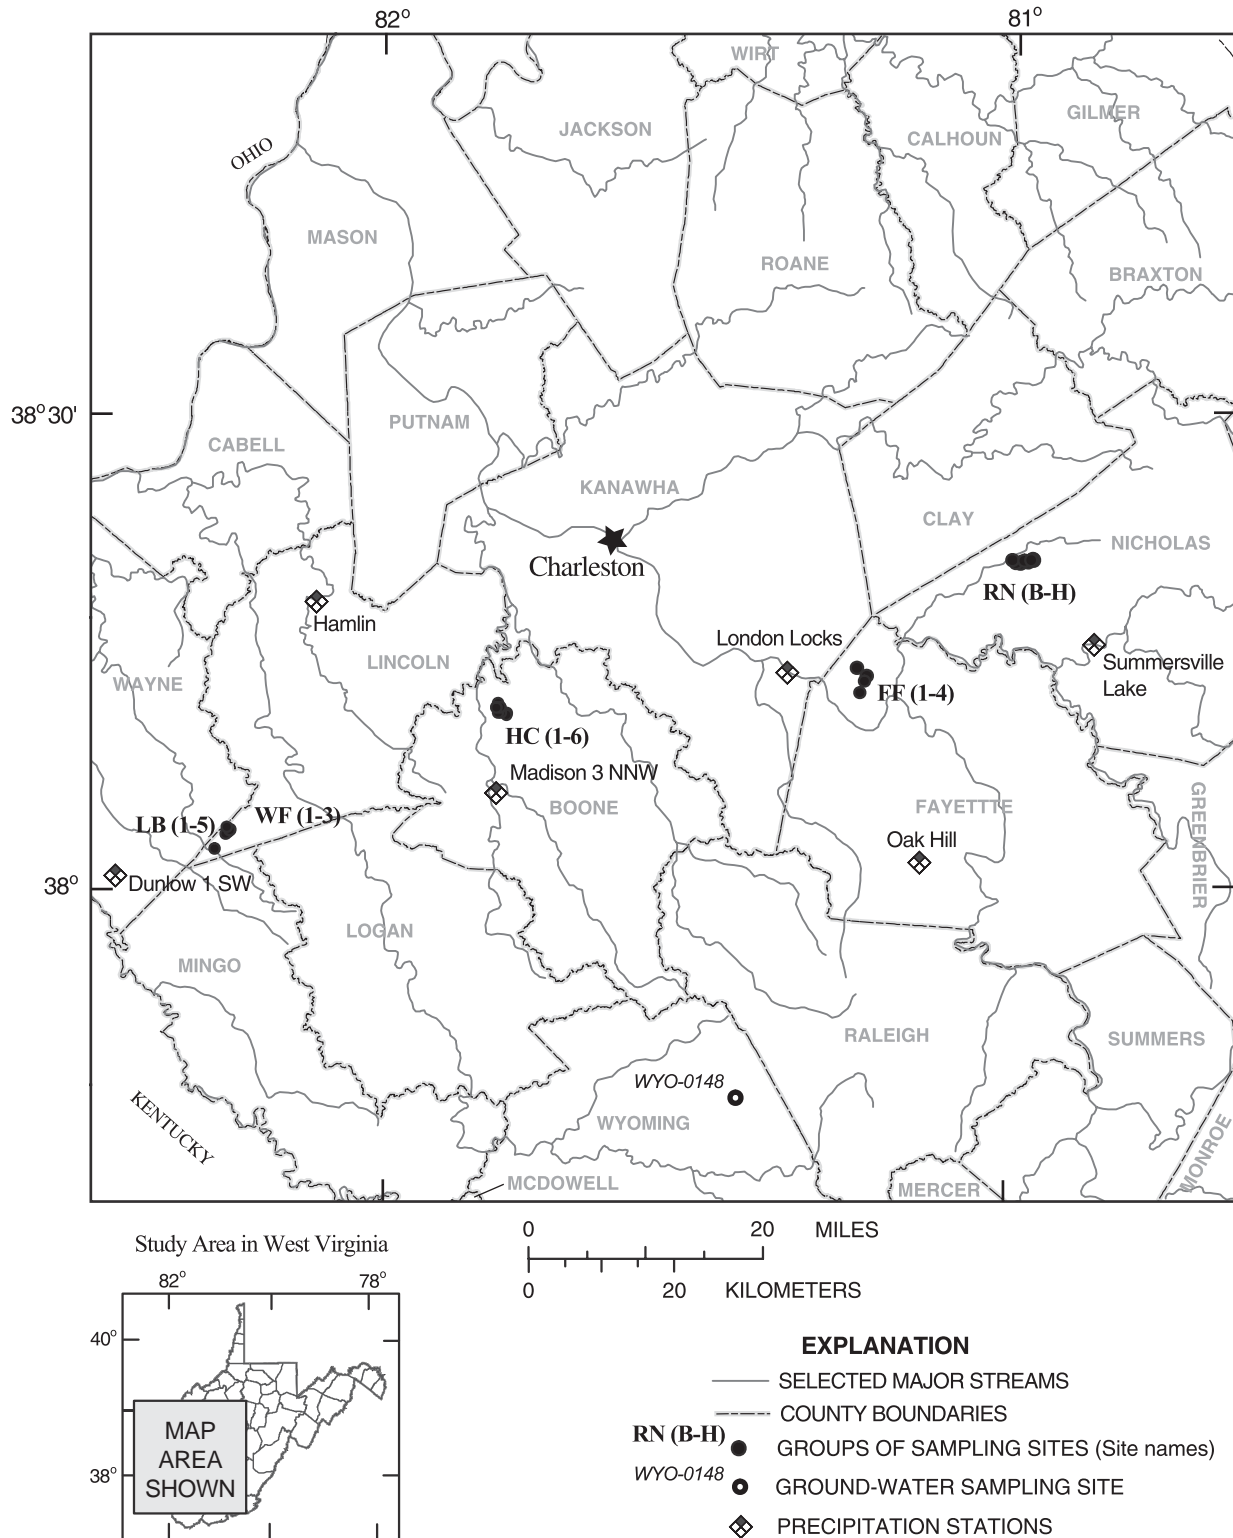 82° 81°
WIRT
JACKSON
CALHOUN
GILMER
OHIO
MASON
ROANE
BRAXTON
38° 30'
PUTNAM
CABELL
KANAWHA
CLAY
NICHOLAS
Charleston
RN (B-H)
Hamlin
London Locks
LINCOLN
Summersville
Lake
WAYNE
FF (1-4)
HC (1-6)
Madison 3 NNW
BOONE
FAYETTTE
GREENBRIER
LB (1-5)
WF (1-3)
Oak Hill
38°
Dunlow 1 SW
LOGAN
MINGO
RALEIGH
SUMMERS
WYO-0148
KENTUCKY
WYOMING
MONROE
MCDOWELL
MERCER
0 20 MILES
0 20 KILOMETERS
Study Area in West Virginia
82° 78°
40°
38°
MAP
AREA
SHOWN
EXPLANATION
SELECTED MAJOR STREAMS
COUNTY BOUNDARIES
RN (B-H) GROUPS OF SAMPLING SITES (Site names)
WYO-0148 GROUND-WATER SAMPLING SITE
PRECIPITATION STATIONS